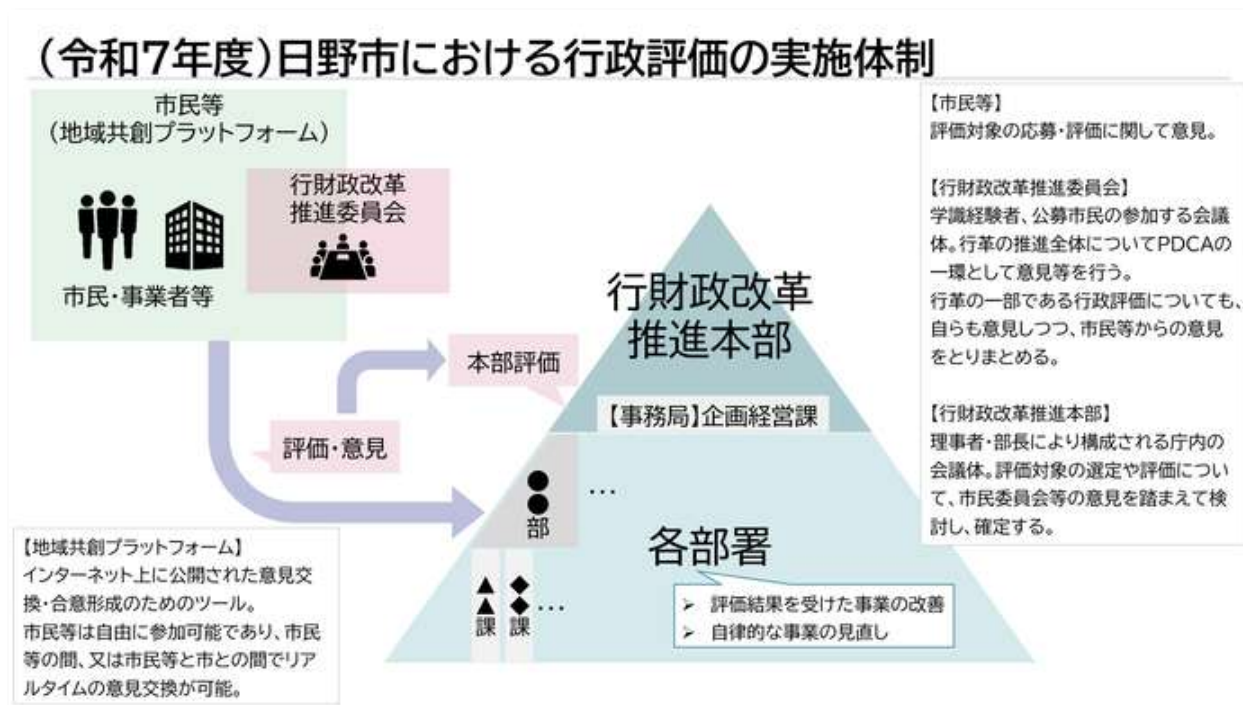 (令和7年度)日野市における行政評価の実施体制
市民等
(地域共創プラットフォーム)
市民・事業者等
行財政改革
推進委員会
評価・意見
本部評価
行財政改革
推進本部
【事務局】企画経営課
●●部
…
▲▲課
◆◆課
…
各部署
➢ 評価結果を受けた事業の改善
➢ 自律的な事業の見直し
【市民等】
評価対象の応募・評価に関して意見。
【行財政改革推進委員会】
学識経験者、公募市民の参加する会議
体。行革の推進全体についてPDCAの
一環として意見等を行う。
行革の一部である行政評価についても、
自らも意見しつつ、市民等からの意見
をとりまとめる。
【行財政改革推進本部】
理事者・部長により構成される庁内の
会議体。評価対象の選定や評価につい
て、市民委員会等の意見を踏まえて検
討し、確定する。
【地域共創プラットフォーム】
インターネット上に公開された意見交
換・合意形成のためのツール。
市民等は自由に参加可能であり、市民
等の間、又は市民等と市との間でリア
ルタイムの意見交換が可能。